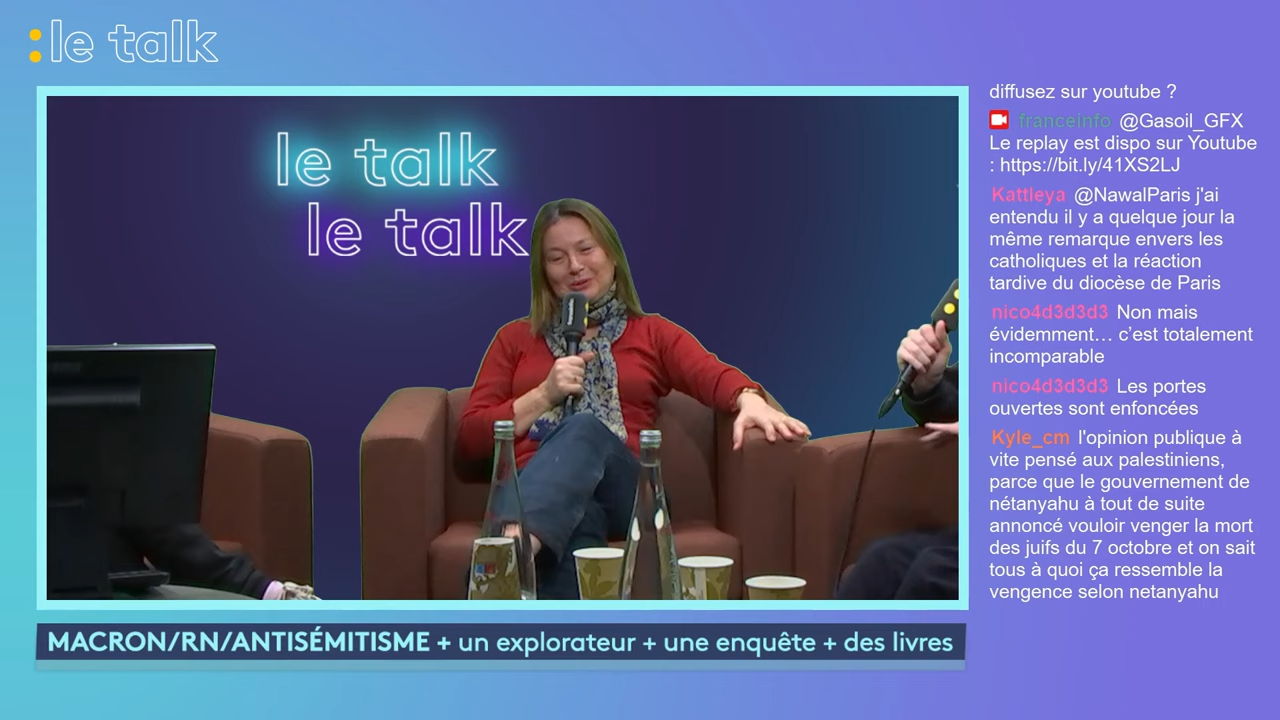 :le talk
le talk
le talk
diffusez sur youtube ?
franceinfo @Gasoil_GFX
Le replay est dispo sur Youtube
: https://bit.ly/41XS2LJ
Kattleya @NawalParis j'ai
entendu il y a quelque jour la
même remarque envers les
catholiques et la réaction
tardive du diocèse de Paris
nico4d3d3d3 Non mais
évidemment… c’est totalement
incomparable
nico4d3d3d3 Les portes
ouvertes sont enfoncées
Kyle_cm l'opinion publique à
vite pensé aux palestiniens,
parce que le gouvernement de
nétanyahu à tout de suite
annoncé vouloir venger la mort
des juifs du 7 octobre et on sait
tous à quoi ça ressemble la
vengence selon netanyahu
MACRON/RN/ANTISÉMITISME + un explorateur + une enquête + des livres